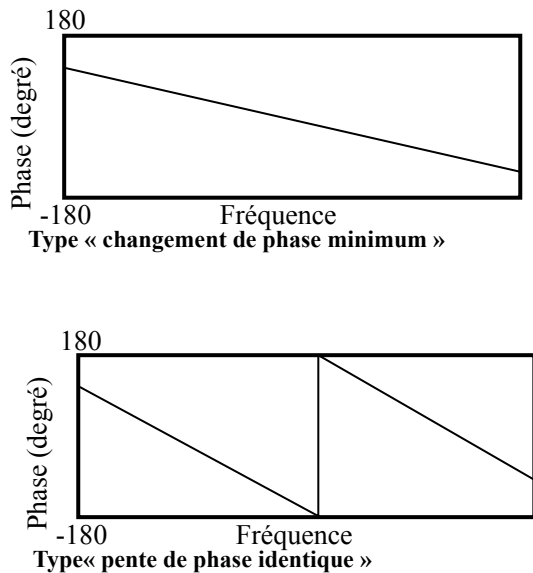 180
Phase (degré)
-180
Fréquence
Type « changement de phase minimum »
180
Phase (degré)
-180
Fréquence
Type« pente de phase identique »